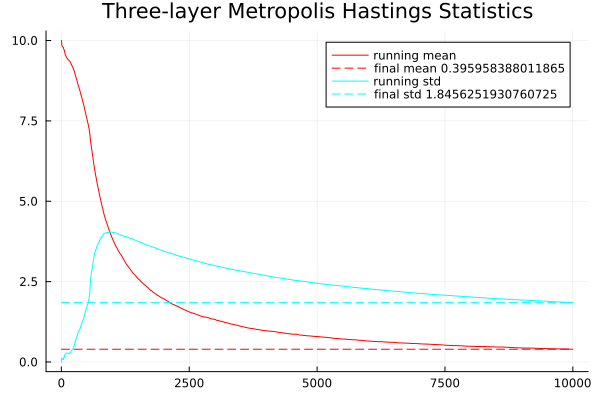 Three-layer Metropolis Hastings Statistics
10.0
7.5
5.0
2.5
0.0
running mean
final mean 0.395958388011865
running std
final std 1.8456251930760725
0
2500
5000
7500
10000